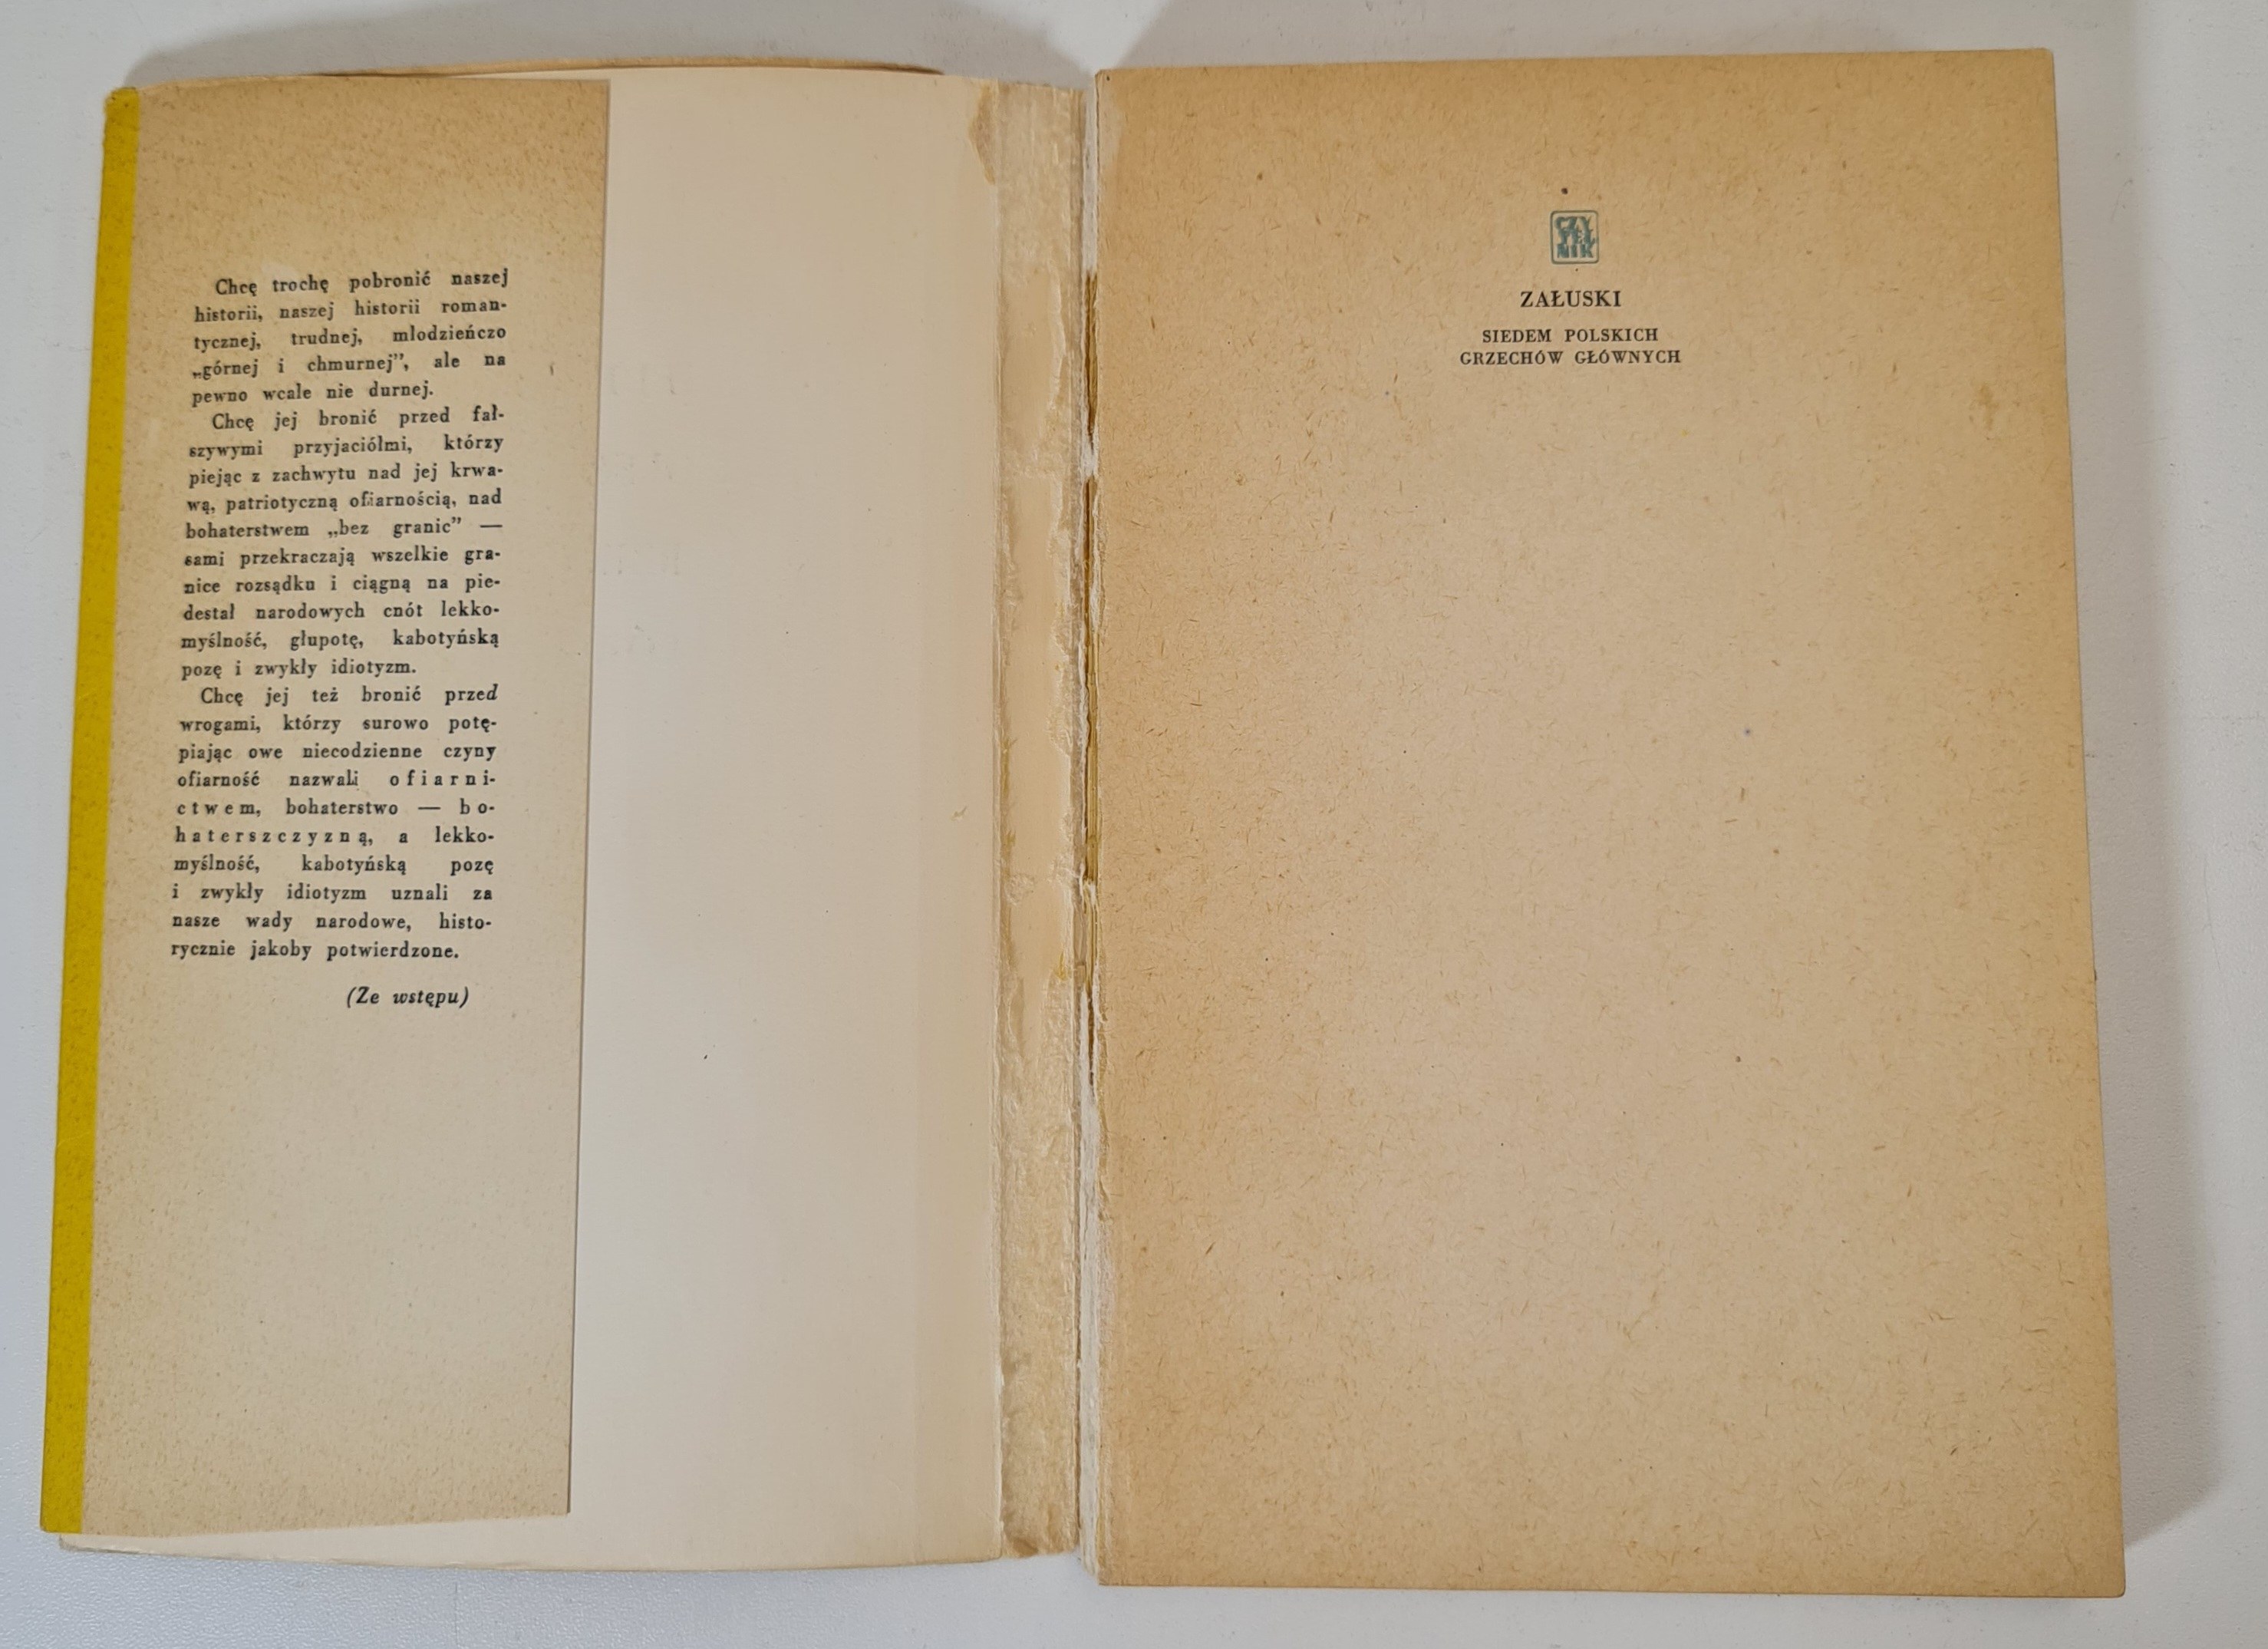 Chcę trochę pobronić naszej
historii, naszej historii roman-
tycznej, trudnej, młodzieńczo
„górnej i chmurnej”, ale na
pewno wcale nie durnej.
Chcę jej bronić przed fał-
szywymi przyjaciółmi, którzy
piejąc z zachwytu nad jej krwa-
wą, patriotyczną ofiarnością, nad
bohaterstwem „bez granic” —
sami przekraczają wszelkie gra-
nice rozsądku i ciągną na pie-
destał narodowych cnót lekko-
myślność, głupotę, kabotyńską
pozę i zwykły idiotyzm.
Chcę jej też bronić przed
wrogami, którzy surowo potę-
piając owe niecodzienne czyny
ofiarność nazwali ofiarni-
ctwem, bohaterstwo — bo-
haterszczyzną, a lekko-
myślność, kabotyńską pozę
i zwykły idiotyzm uznali za
nasze wady narodowe, histo-
rycznie jakoby potwierdzone.
(Ze wstępu)
CZY
TEL
NIK
ZAŁUSKI
SIEDEM POLSKICH
GRZECHÓW GŁÓWNYCH